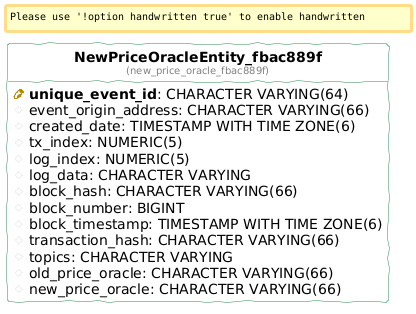 Please use '!option handwritten true' to enable handwritten
NewPriceOracleEntity_fbac889f
(new_price_oracle_fbac889f)
unique_event_id: CHARACTER VARYING(64)
event_origin_address: CHARACTER VARYING(66)
created_date: TIMESTAMP WITH TIME ZONE(6)
tx_index: NUMERIC(5)
log_index: NUMERIC(5)
log_data: CHARACTER VARYING
block_hash: CHARACTER VARYING(66)
block_number: BIGINT
block_timestamp: TIMESTAMP WITH TIME ZONE(6)
transaction_hash: CHARACTER VARYING(66)
topics: CHARACTER VARYING
old_price_oracle: CHARACTER VARYING(66)
new_price_oracle: CHARACTER VARYING(66)